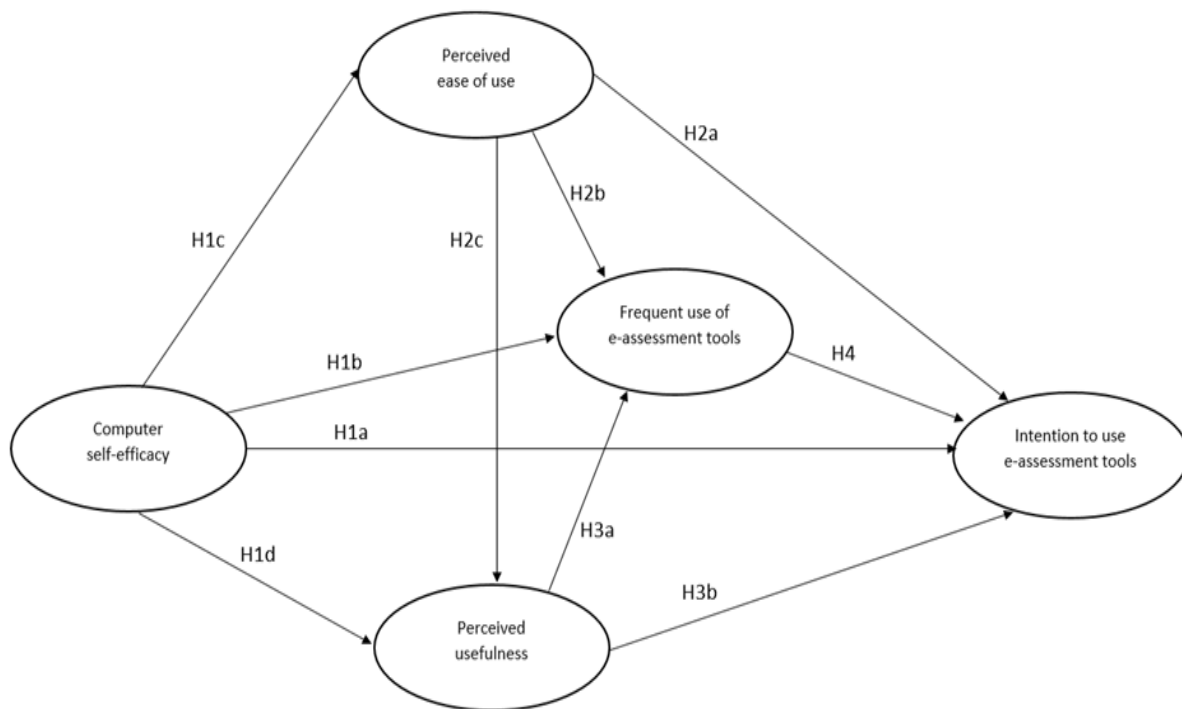 Perceived
ease of use
H2a
H2b
H1c
H2c
Frequent use of
e-assessment tools
H1b
H4
Computer
self-efficacy
H1a
Intention to use
e-assessment tools
H3a
H1d
H3b
Perceived
usefulness